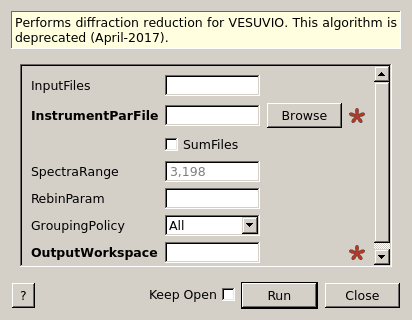 Performs diffraction reduction for VESUVIO. This algorithm is
deprecated (April-2017).
InputFiles
InstrumentParFile Browse
SumFiles
SpectraRange 3,198
RebinParam
GroupingPolicy All
OutputWorkspace
? Keep Open Run Close